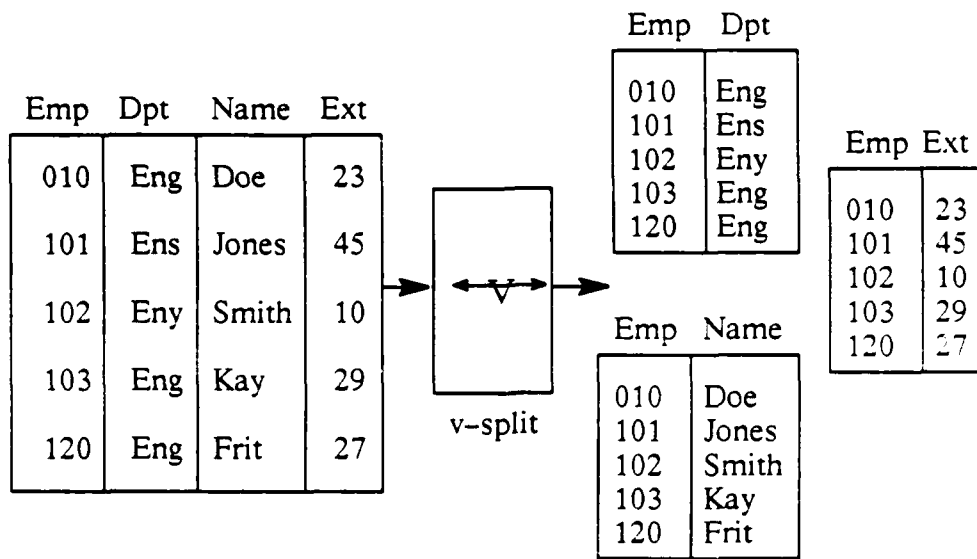 Emp Dpt Name Ext
010 Eng Doe 23
101 Ens Jones 45
102 Eny Smith 10
103 Eng Kay 29
120 Eng Frit 27
V
v-split
Emp Dpt
010 Eng
101 Ens
102 Eny
103 Eng
120 Eng
Emp Ext
010 23
101 45
102 10
103 29
120 27
Emp Name
010 Doe
101 Jones
102 Smith
103 Kay
120 Frit